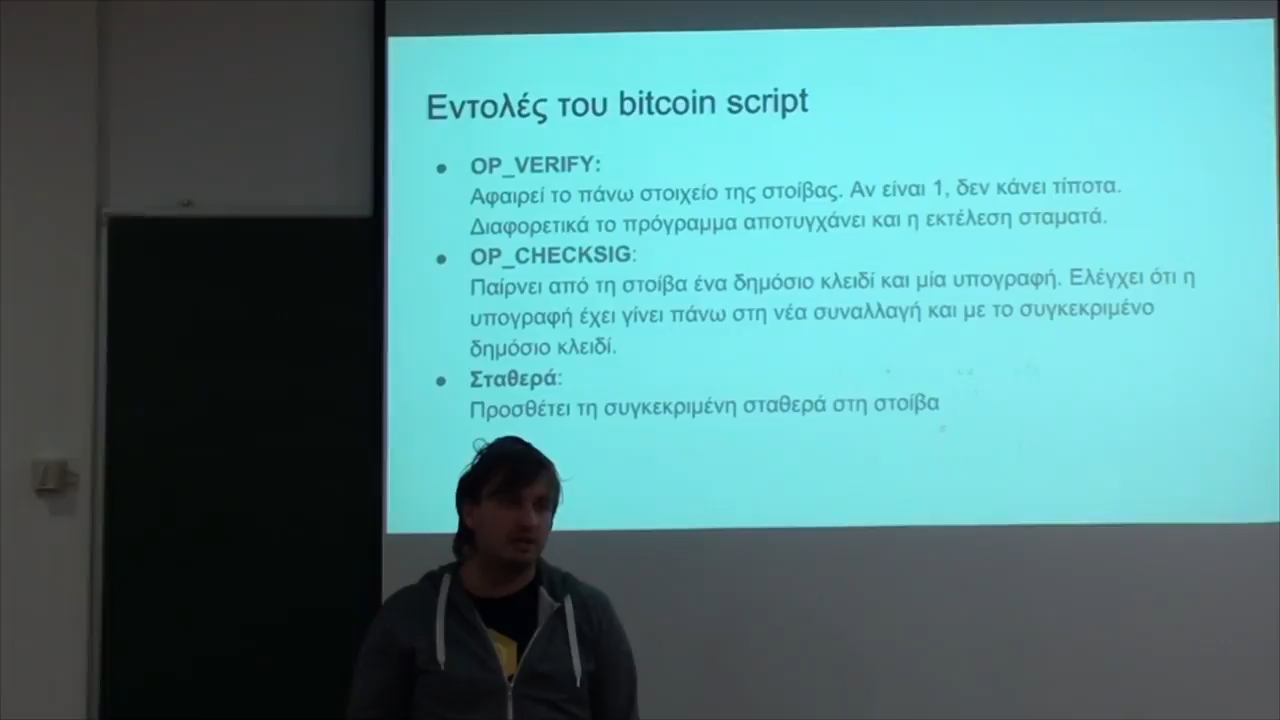 Εντολές του bitcoin script
● OP_VERIFY:
Αφαιρεί το πάνω στοιχείο της στοίβας. Αν είναι 1, δεν κάνει τίποτα.
Διαφορετικά το πρόγραμμα αποτυγχάνει και η εκτέλεση σταματά.
● OP_CHECKSIG:
Παίρνει από τη στοίβα ένα δημόσιο κλειδί και μία υπογραφή. Ελέγχει ότι η
υπογραφή έχει γίνει πάνω στη νέα συναλλαγή και με το συγκεκριμένο
δημόσιο κλειδί.
● Σταθερά:
Προσθέτει τη συγκεκριμένη σταθερά στη στοίβα